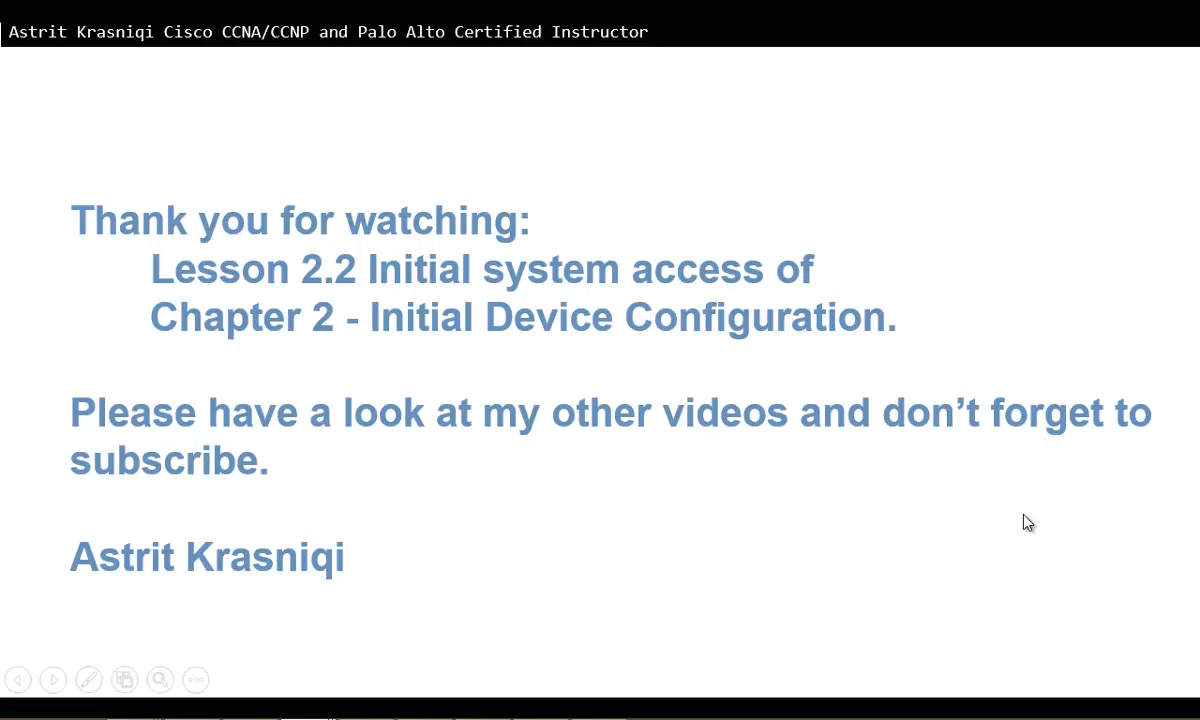 Astrit Krasniqi Cisco CCNA/CCNP and Palo Alto Certified Instructor
Thank you for watching:
Lesson 2.2 Initial system access of
Chapter 2 - Initial Device Configuration.
Please have a look at my other videos and don’t forget to
subscribe.
Astrit Krasniqi